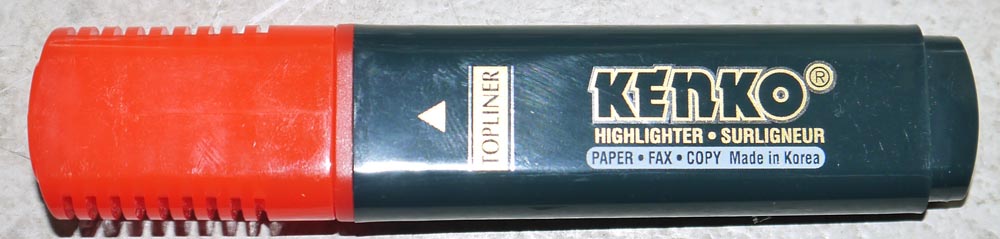 TOPLINER
KENKO®
HIGHLIGHTER • SURLIGNEUR
PAPER • FAX • COPY Made in Korea